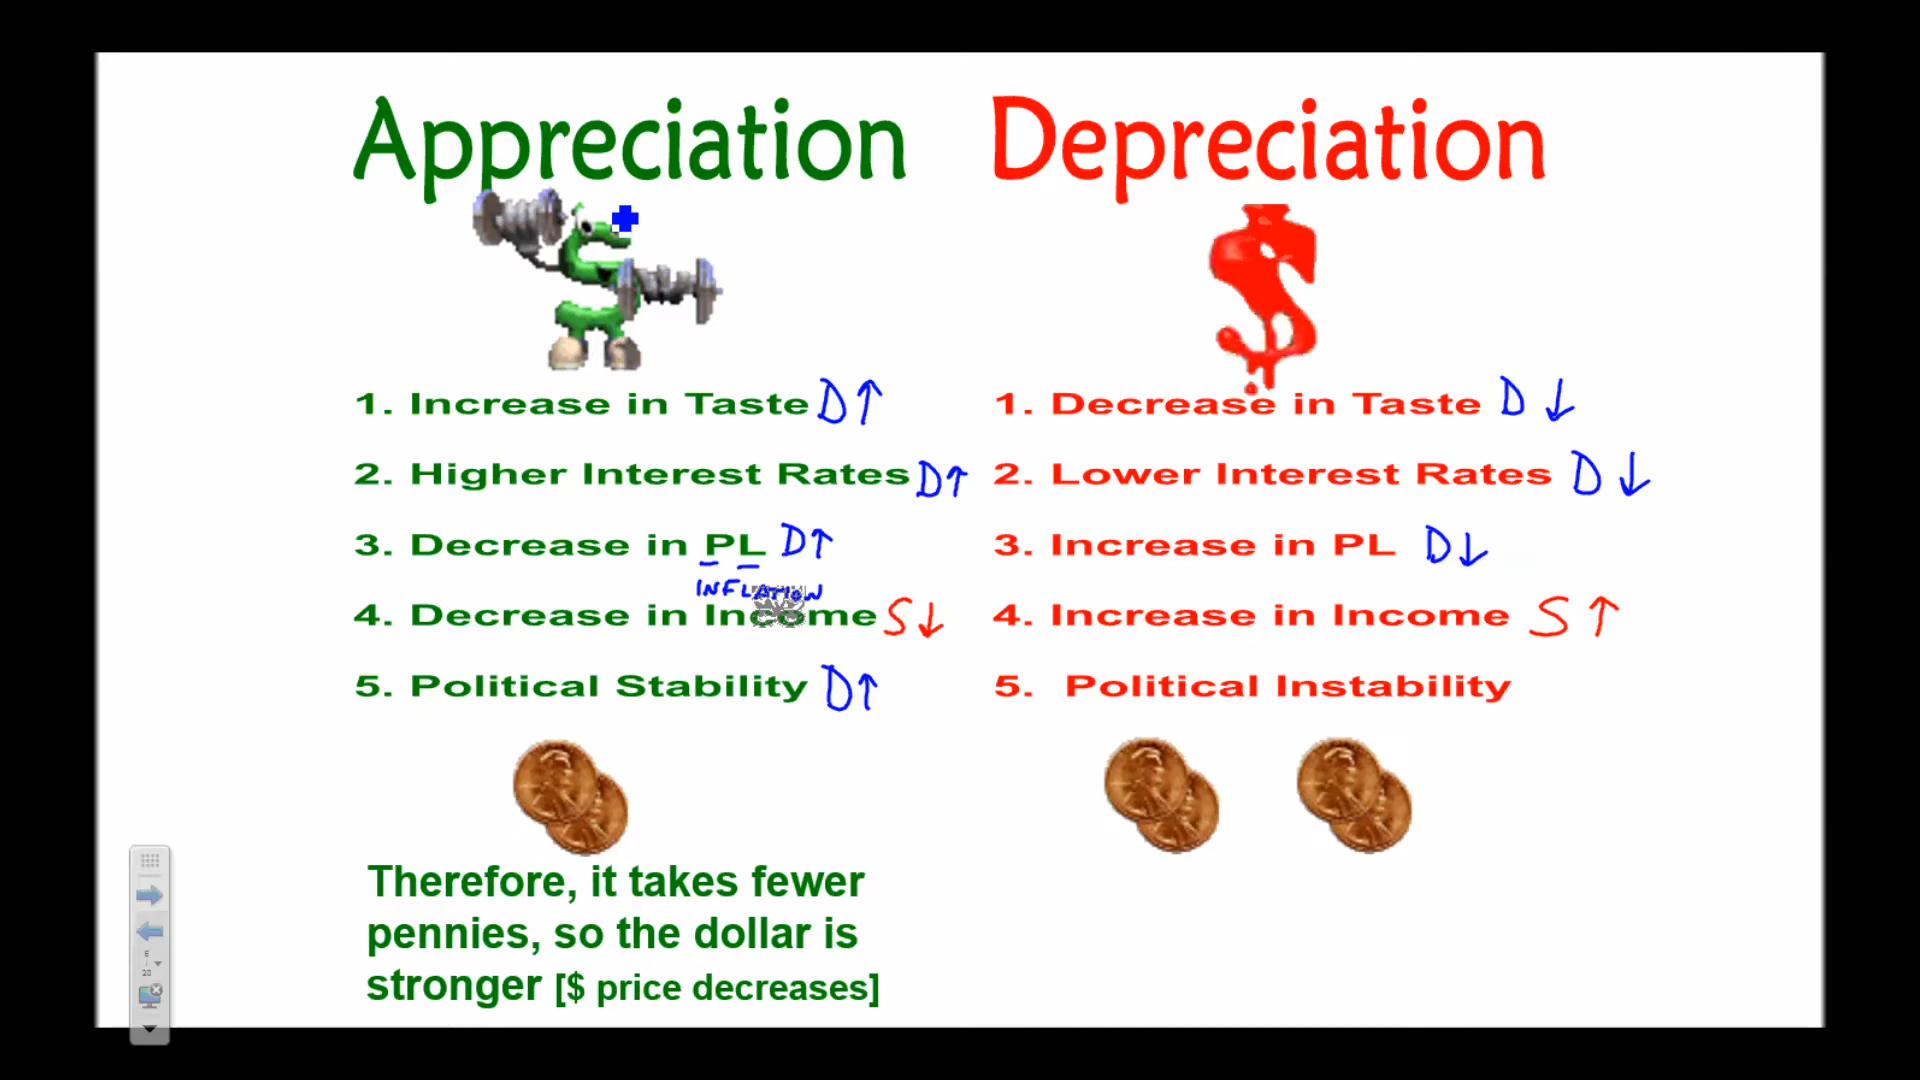 Appreciation
1. Increase in Taste D↑
2. Higher Interest Rates D↑
3. Decrease in PL D↑
INFLATION
4. Decrease in Income S↓
5. Political Stability D↑
Therefore, it takes fewer
pennies, so the dollar is
stronger [$ price decreases]
Depreciation
1. Decrease in Taste D↓
2. Lower Interest Rates D↓
3. Increase in PL D↓
4. Increase in Income S↑
5. Political Instability
20